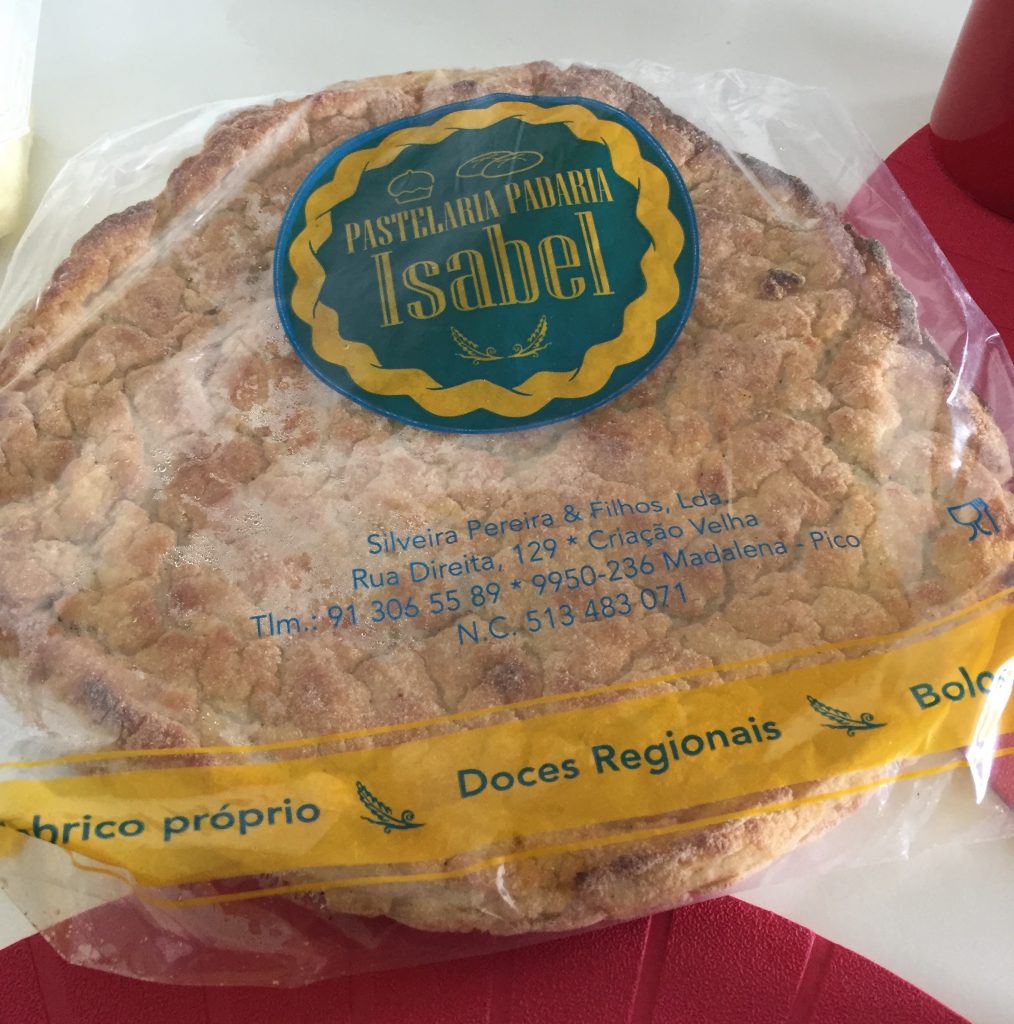 PASTELARIA PADARIA
Isabel
Silveira Pereira & Filhos, Lda.
Rua Direita, 129 * Criação Velha
Tlm.: 91 306 55 89 * 9950-236 Madalena - Pico
N.C. 513 483 071
próprio Doces Regionais